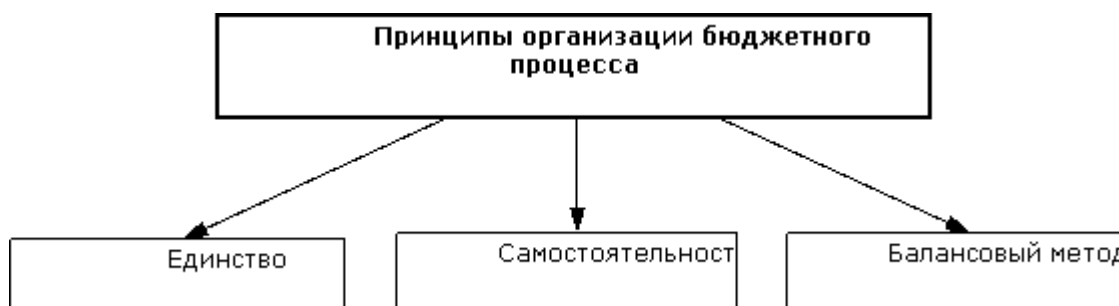 Принципы организации бюджетного
процесса
Единство
Самостоятельност
Балансовый метод